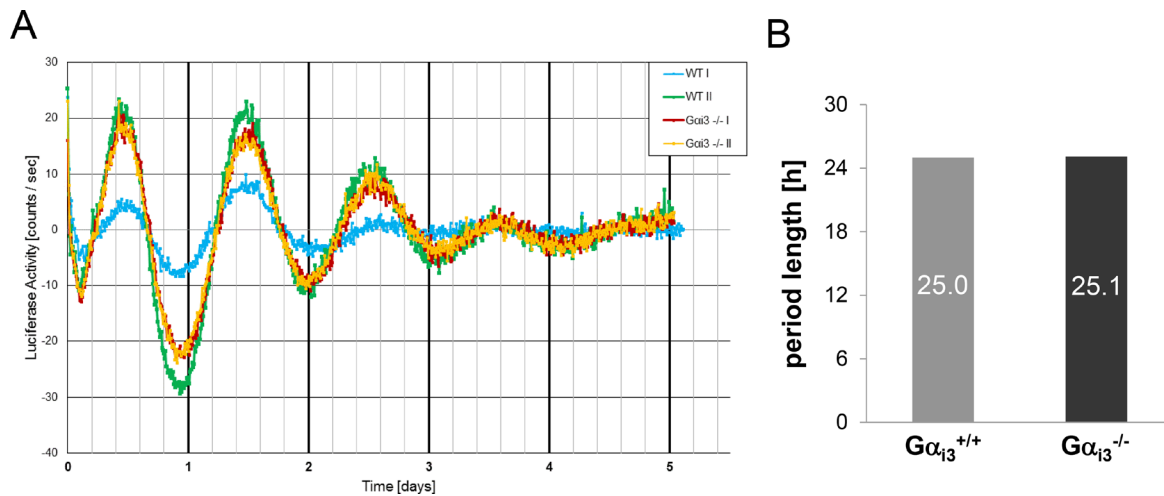 A
Luciferase Activity [counts / sec]
30
20
10
0
-10
-20
-30
-40
0 1 2 3 4 5
Time [days]
WT I
WT II
Gαi3 -/- I
Gαi3 -/- II
B
period length [h]
30
24
18
12
6
0
25.0 25.1
Gαi3+/+ Gαi3-/-